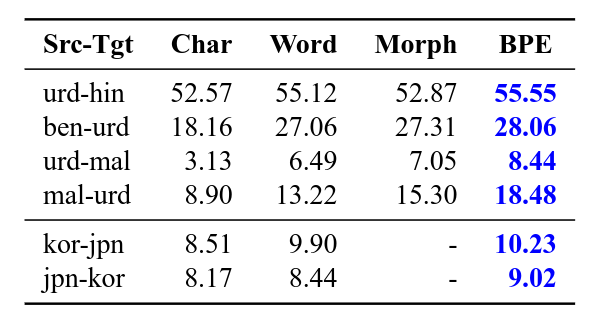 Src-Tgt Char Word Morph BPE
urd-hin 52.57 55.12 52.87 55.55
ben-urd 18.16 27.06 27.31 28.06
urd-mal 3.13 6.49 7.05 8.44
mal-urd 8.90 13.22 15.30 18.48
kor-jpn 8.51 9.90 - 10.23
jpn-kor 8.17 8.44 - 9.02